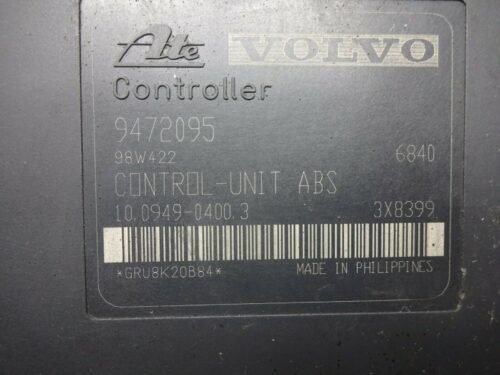 Ate VOLVO
Controller
9472095
98W422 6840
CONTROL-UNIT ABS
10.0949-0400.3 3X8399
*GRU8K20B84* MADE IN PHILIPPINES